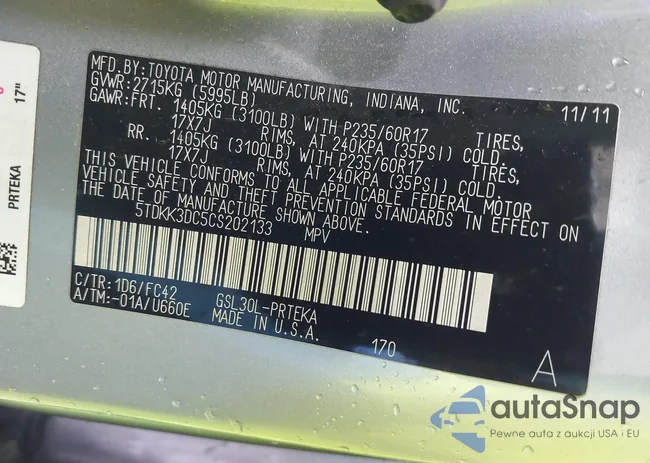 MFD.BY:TOYOTA MOTOR MANUFACTURING, INDIANA, INC.
GVWR:2715KG (5995LB) 11/11
GAWR:FRT. 1405KG (3100LB) WITH P235/60R17 TIRES,
17X7J RIMS, AT 240KPA (35PSI) COLD.
RR. 1405KG (3100LB) WITH P235/60R17 TIRES,
17X7J RIMS, AT 240KPA (35PSI) COLD.
THIS VEHICLE CONFORMS TO ALL APPLICABLE FEDERAL MOTOR
VEHICLE SAFETY AND THEFT PREVENTION STANDARDS IN EFFECT ON
THE DATE OF MANUFACTURE SHOWN ABOVE.
5TDKK3DC5CS202133 MPV
C/TR:1D6/FC42 GSL30L-PRTEKA
A/TM:-01A/U660E MADE IN U.S.A.
170
A
17"
PRTEKA
autaSnap
Pewne auta z aukcji USA i EU